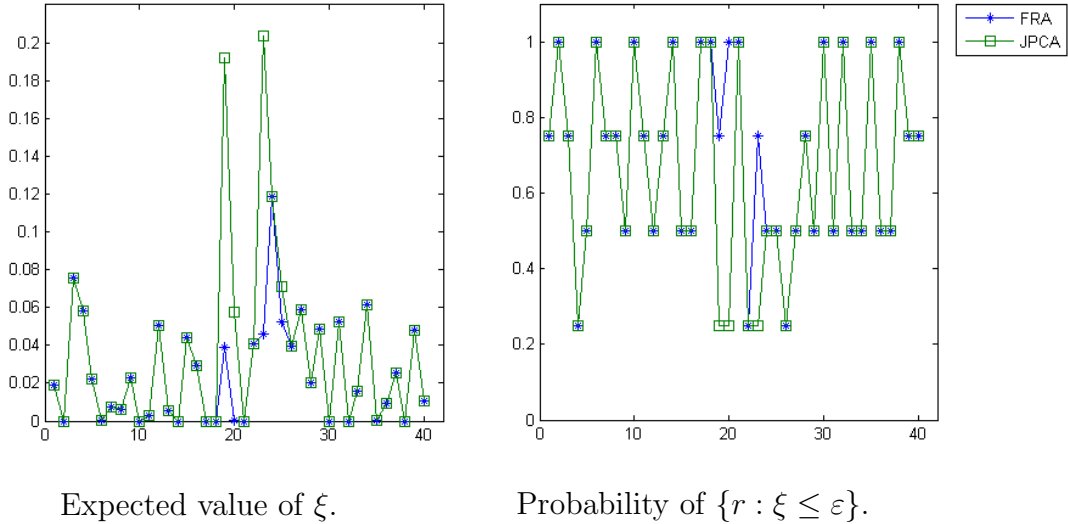 0.2
0.18
0.16
0.14
0.12
0.1
0.08
0.06
0.04
0.02
0
0 10 20 30 40
1
0.8
0.6
0.4
0.2
0
0 10 20 30 40
FRA
JPCA
Expected value of ξ.
Probability of {r : ξ ≤ ε}.